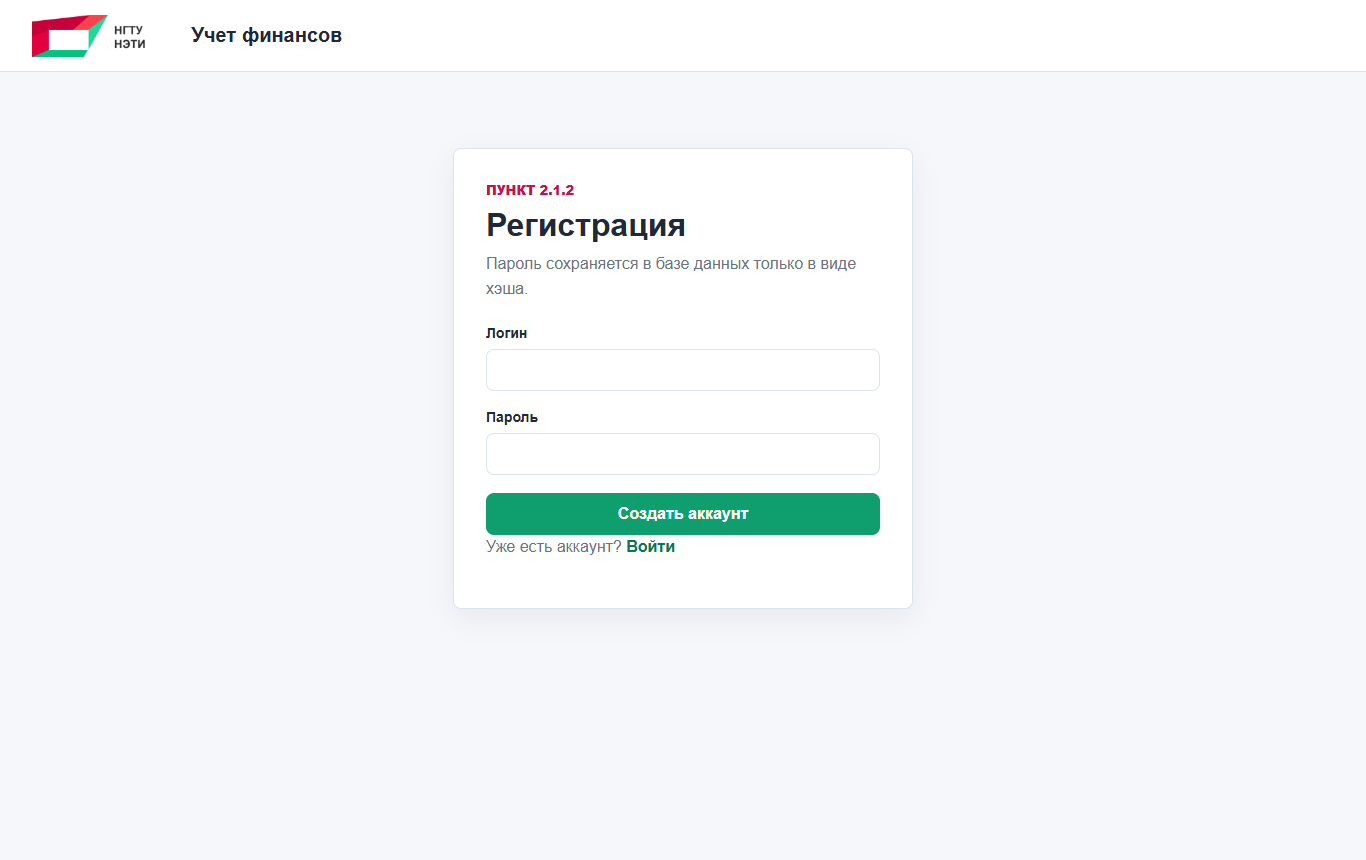 НГТУ
НЭТИ
Учет финансов
ПУНКТ 2.1.2
Регистрация
Пароль сохраняется в базе данных только в виде
хэша.
Логин
Пароль
Создать аккаунт
Уже есть аккаунт? Войти